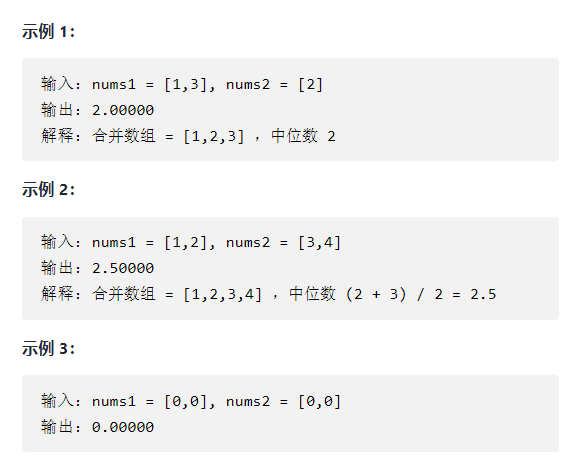 示例 1：
输入：nums1 = [1,3], nums2 = [2]
输出：2.00000
解释：合并数组 = [1,2,3] ，中位数 2
示例 2：
输入：nums1 = [1,2], nums2 = [3,4]
输出：2.50000
解释：合并数组 = [1,2,3,4] ，中位数 (2 + 3) / 2 = 2.5
示例 3：
输入：nums1 = [0,0], nums2 = [0,0]
输出：0.00000